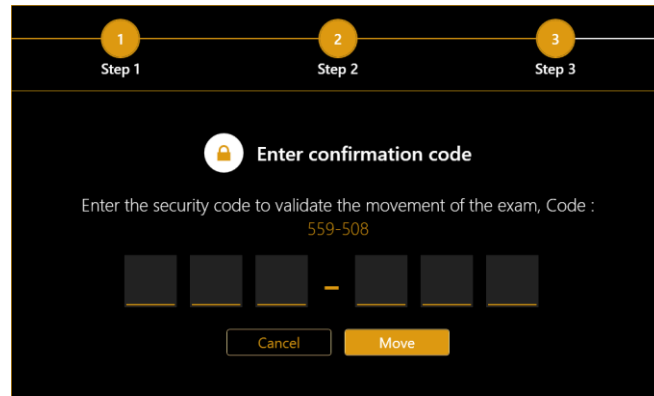 1 2 3
Step 1 Step 2 Step 3
Enter confirmation code
Enter the security code to validate the movement of the exam, Code :
559-508
–
Cancel Move